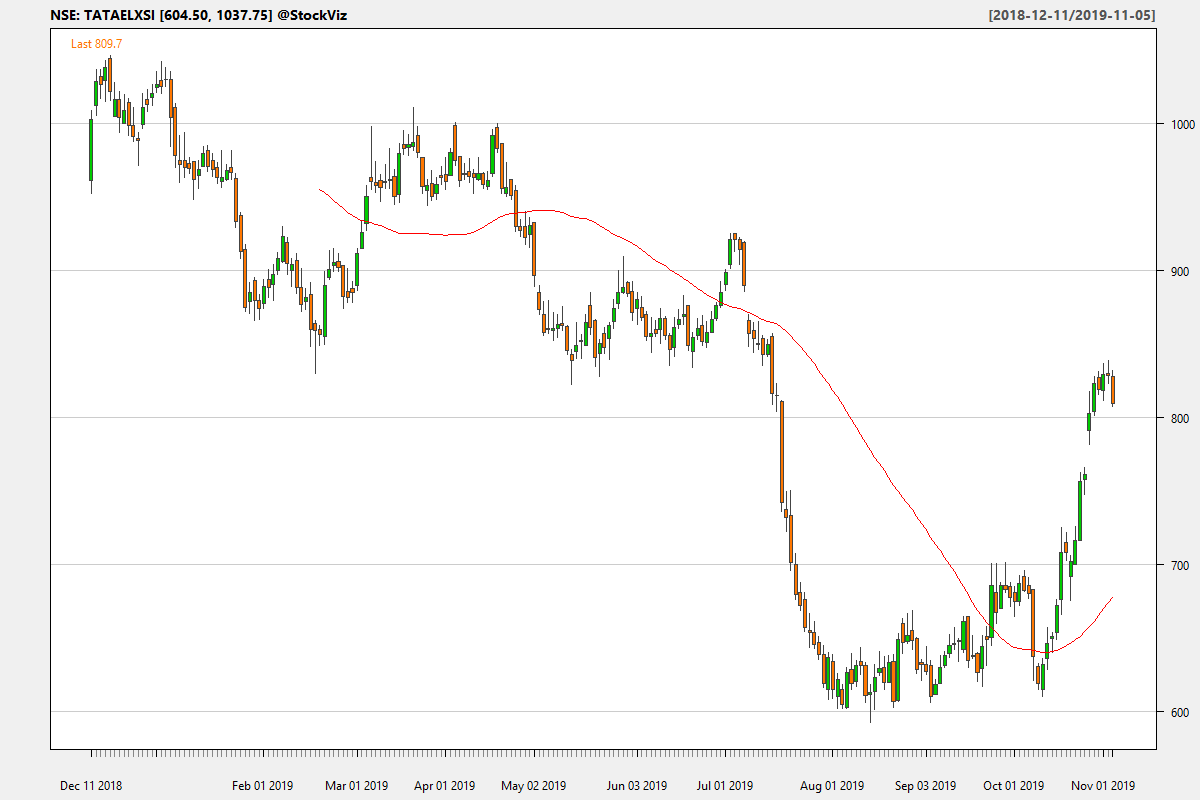 NSE: TATAELXSI [604.50, 1037.75] @StockViz [2018-12-11/2019-11-05]
Last 809.7
1000
900
800
700
600
Dec 11 2018 Feb 01 2019 Mar 01 2019 Apr 01 2019 May 02 2019 Jun 03 2019 Jul 01 2019 Aug 01 2019 Sep 03 2019 Oct 01 2019 Nov 01 2019